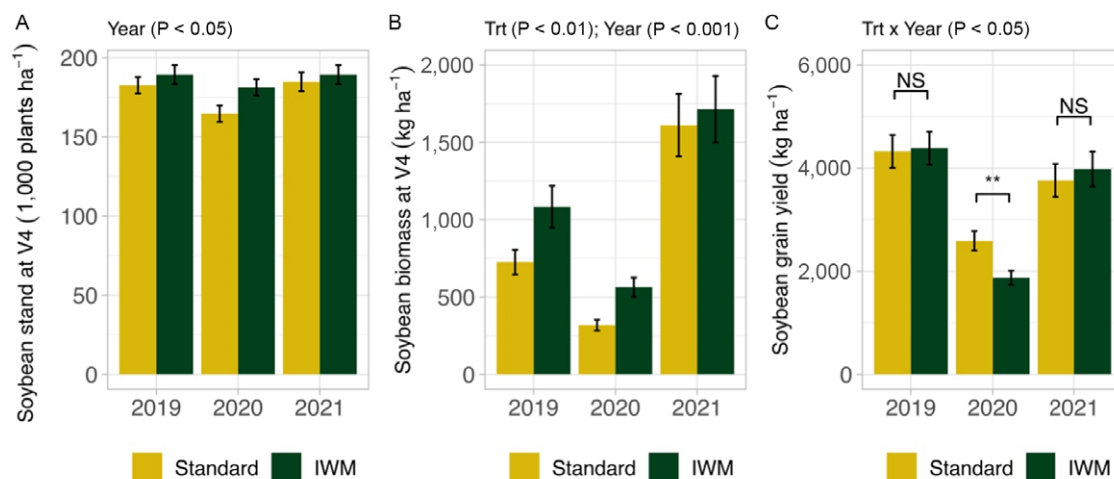 A
Year (P < 0.05)
Soybean stand at V4 (1,000 plants ha⁻¹)
200
150
100
50
0
2019 2020 2021
Standard IWM
B
Trt (P < 0.01); Year (P < 0.001)
Soybean biomass at V4 (kg ha⁻¹)
2,000
1,500
1,000
500
0
2019 2020 2021
Standard IWM
C
Trt x Year (P < 0.05)
Soybean grain yield (kg ha⁻¹)
6,000
4,000
2,000
0
NS
**
NS
2019 2020 2021
Standard IWM